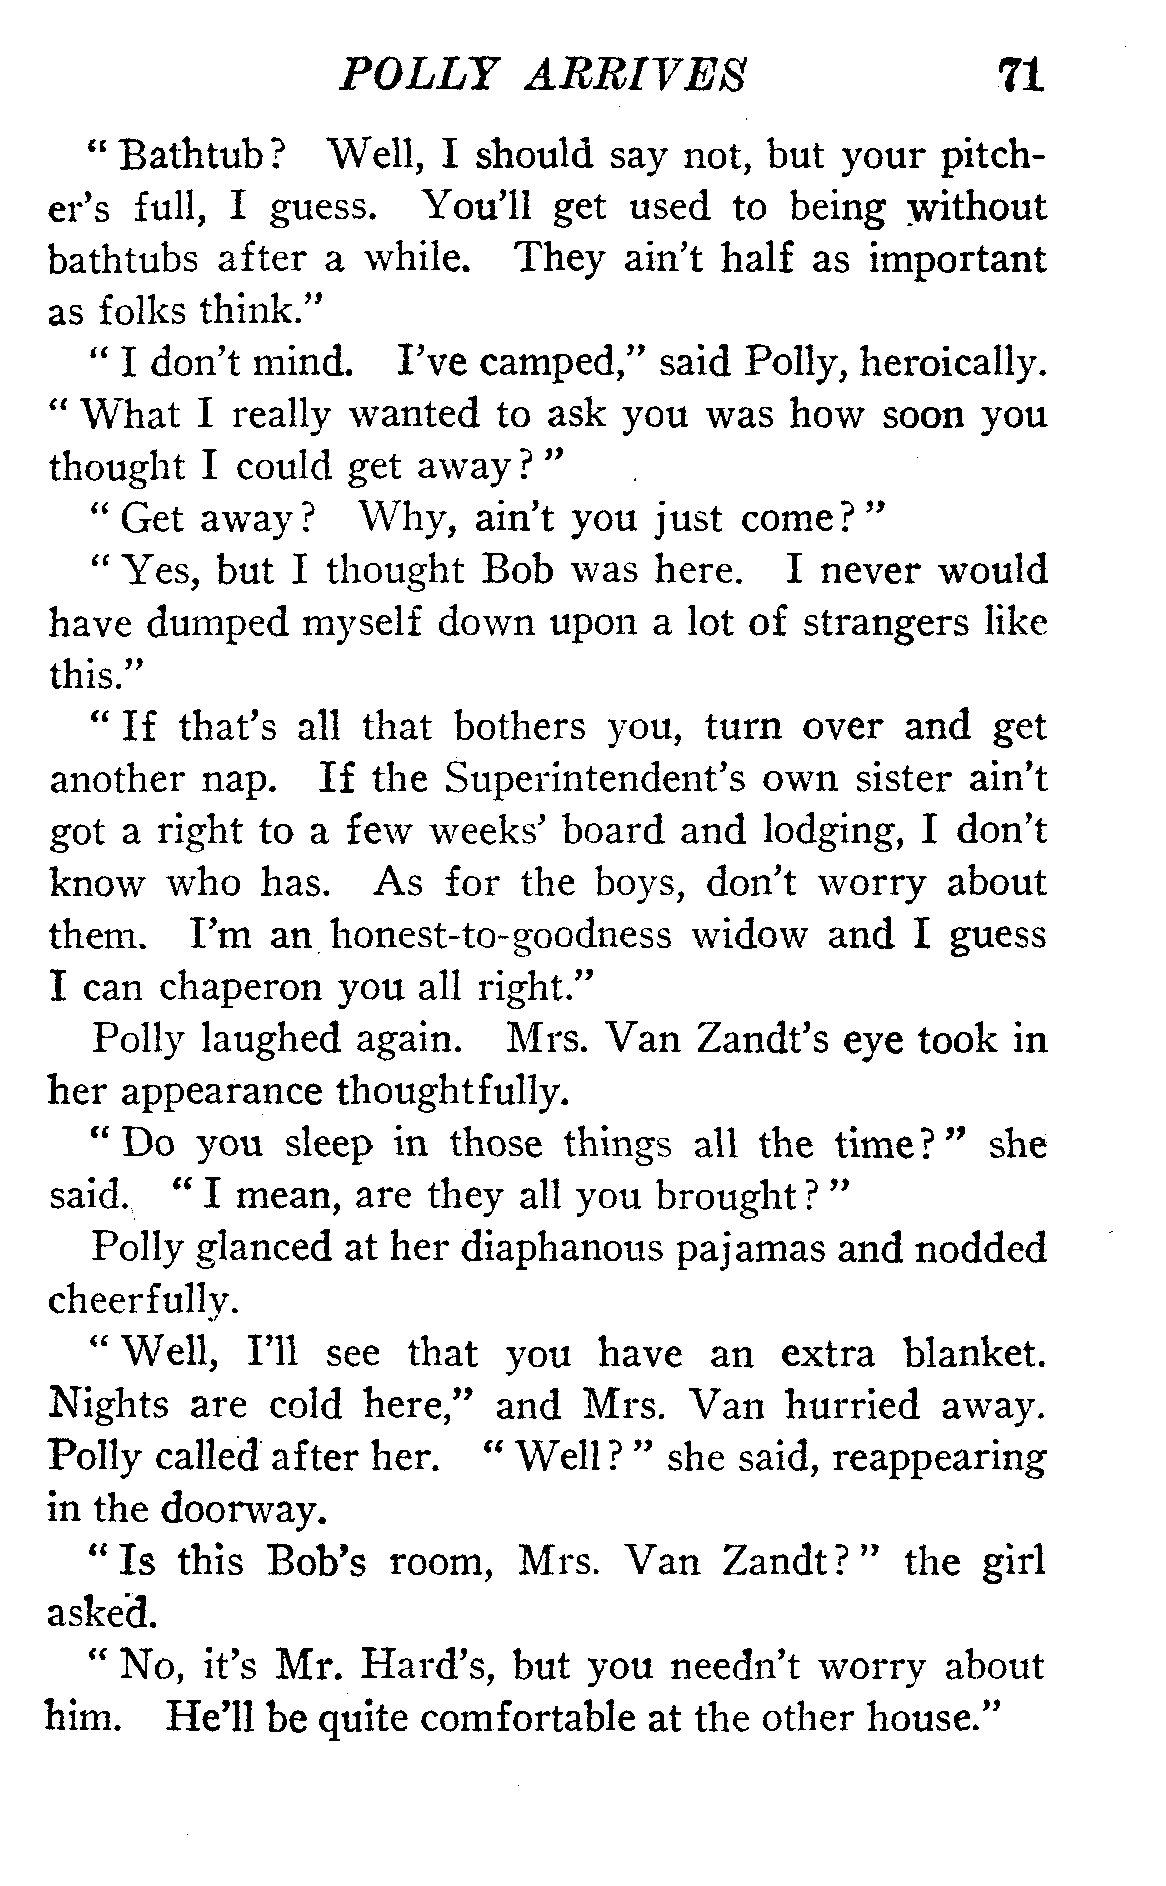 POLLY ARRIVES 71
" Bathtub? Well, I should say not, but your pitch-
er's full, I guess. You'll get used to being without
bathtubs after a while. They ain't half as important
as folks think."
" I don't mind. I've camped," said Polly, heroically.
" What I really wanted to ask you was how soon you
thought I could get away? "
" Get away? Why, ain't you just come? "
" Yes, but I thought Bob was here. I never would
have dumped myself down upon a lot of strangers like
this."
" If that's all that bothers you, turn over and get
another nap. If the Superintendent's own sister ain't
got a right to a few weeks' board and lodging, I don't
know who has. As for the boys, don't worry about
them. I'm an honest-to-goodness widow and I guess
I can chaperon you all right."
Polly laughed again. Mrs. Van Zandt's eye took in
her appearance thoughtfully.
" Do you sleep in those things all the time? " she
said. " I mean, are they all you brought? "
Polly glanced at her diaphanous pajamas and nodded
cheerfully.
" Well, I'll see that you have an extra blanket.
Nights are cold here," and Mrs. Van hurried away.
Polly called after her. " Well? " she said, reappearing
in the doorway.
" Is this Bob's room, Mrs. Van Zandt? " the girl
asked.
" No, it's Mr. Hard's, but you needn't worry about
him. He'll be quite comfortable at the other house."